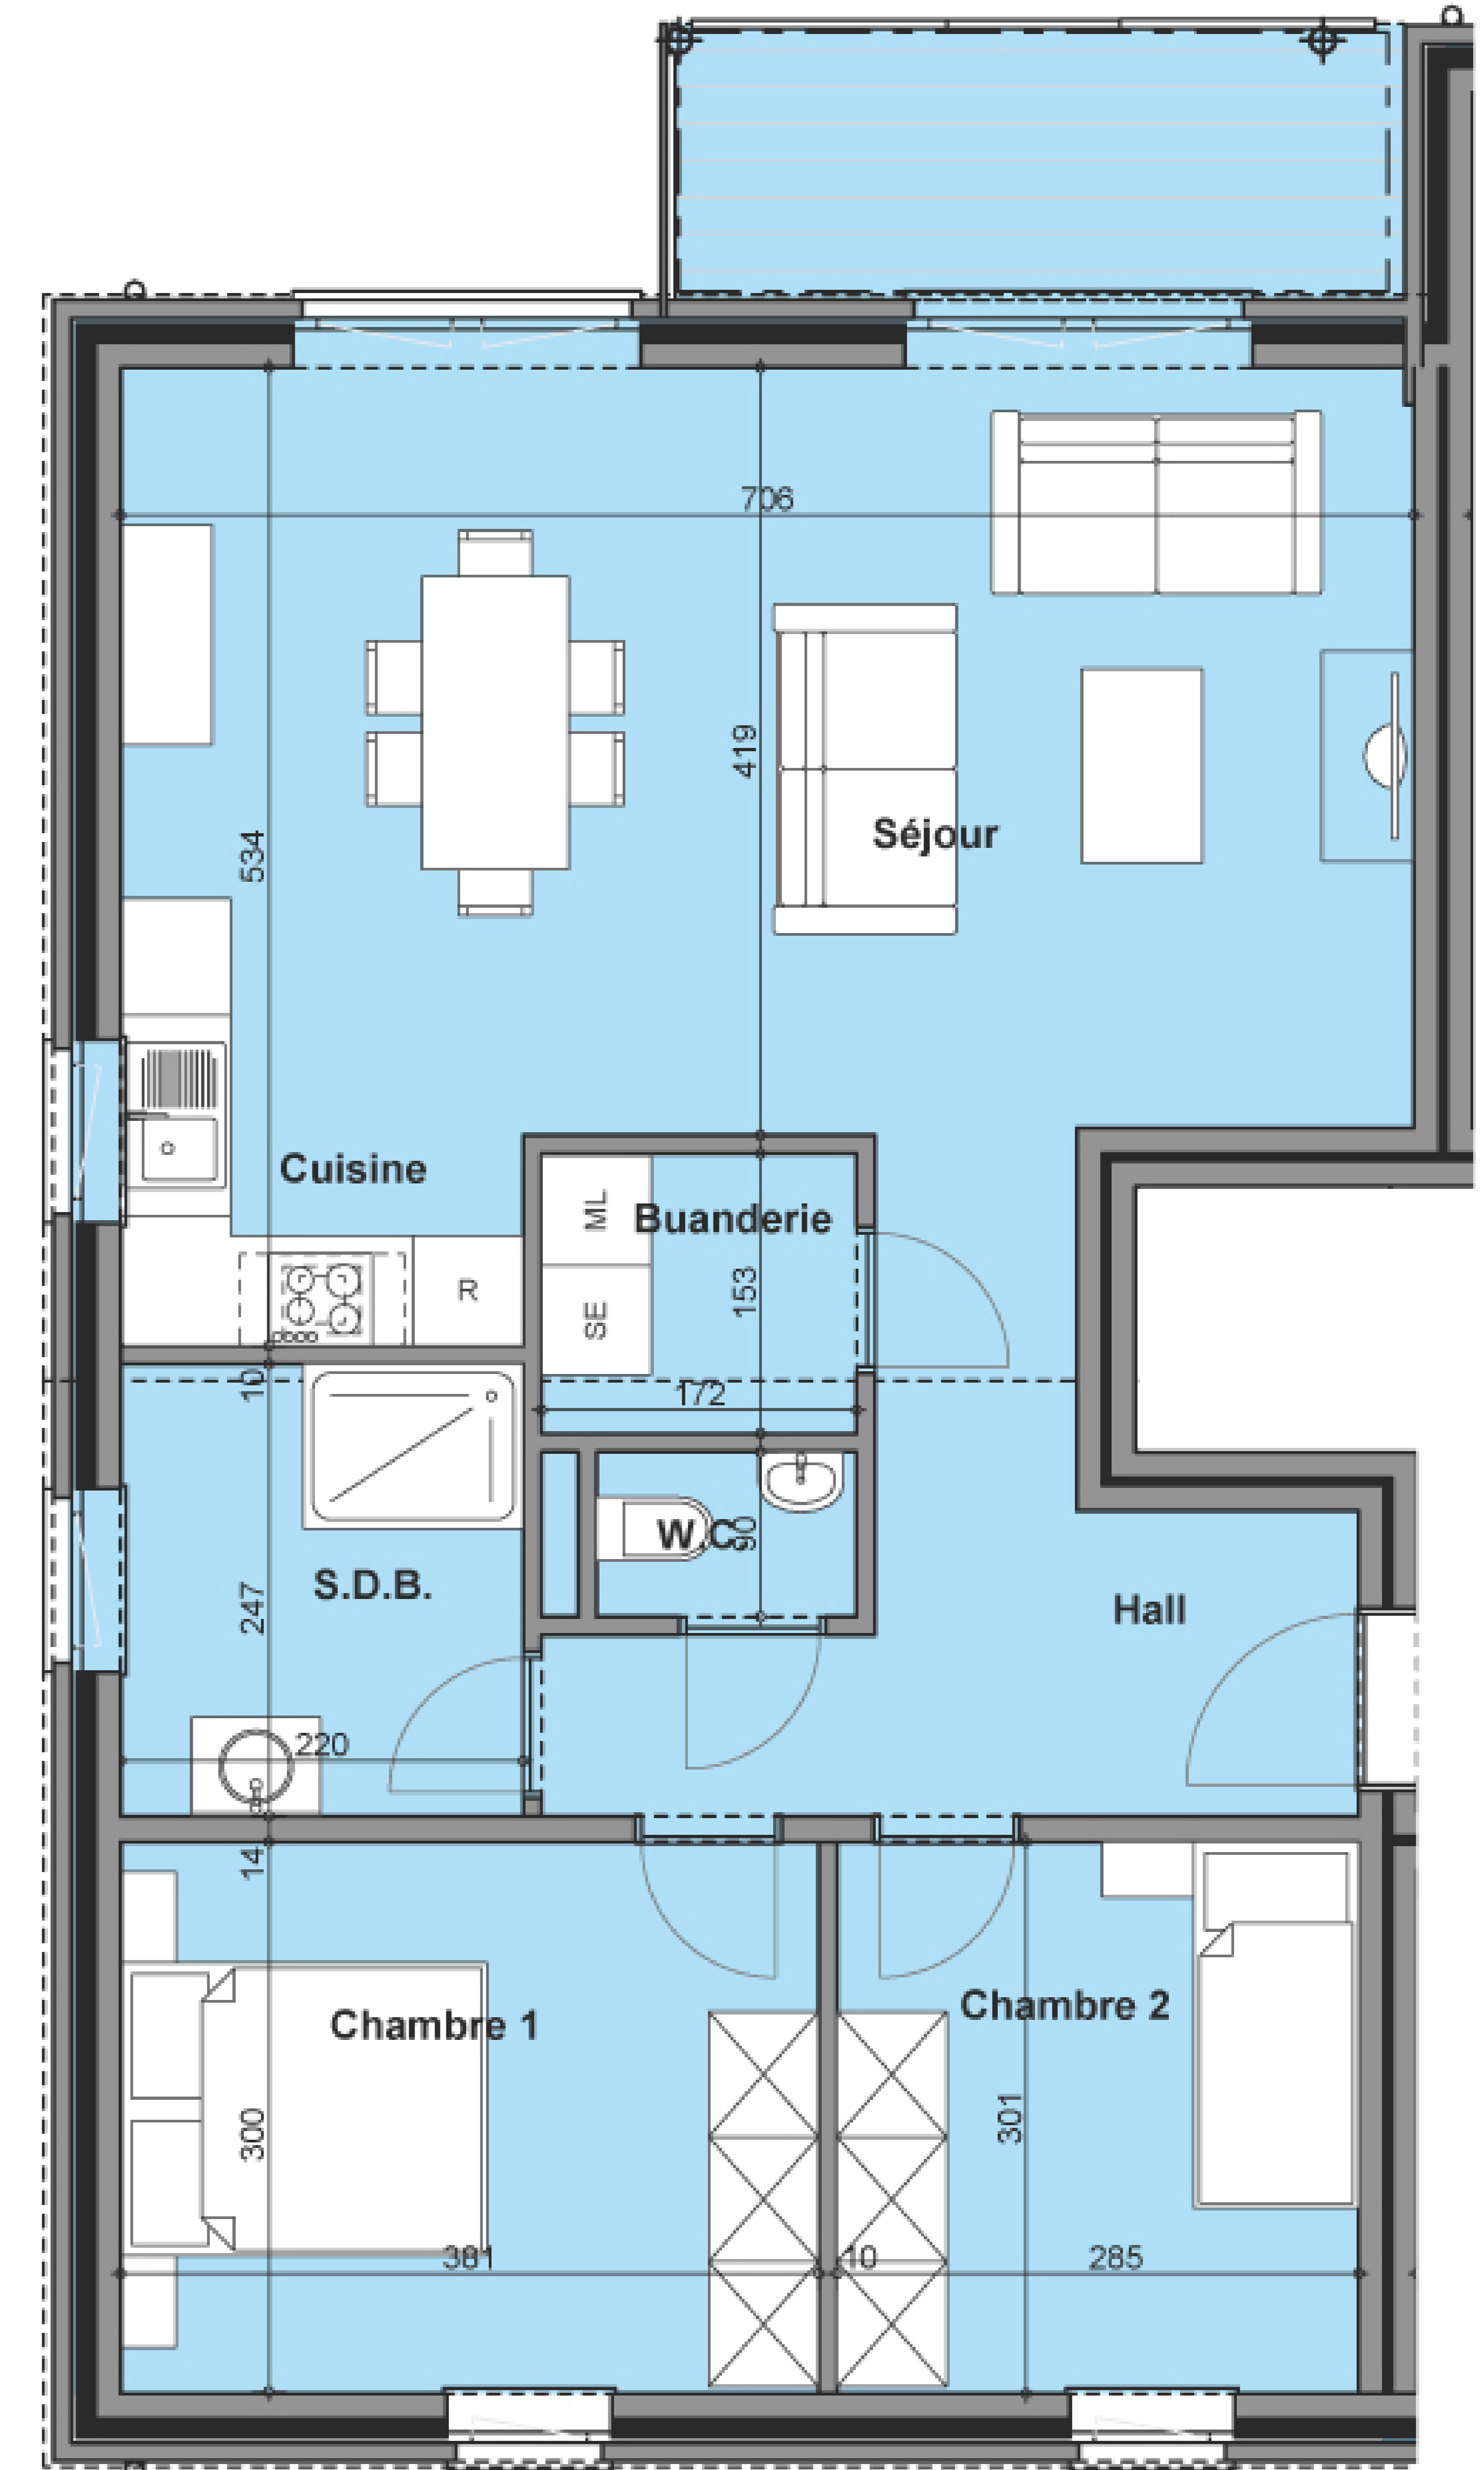 706
419
534
Séjour
Cuisine
ML
Buanderie
SE
153
R
10
172
W.C
90
S.D.B.
247
Hall
220
14
Chambre 1
Chambre 2
300
301
381
10
285